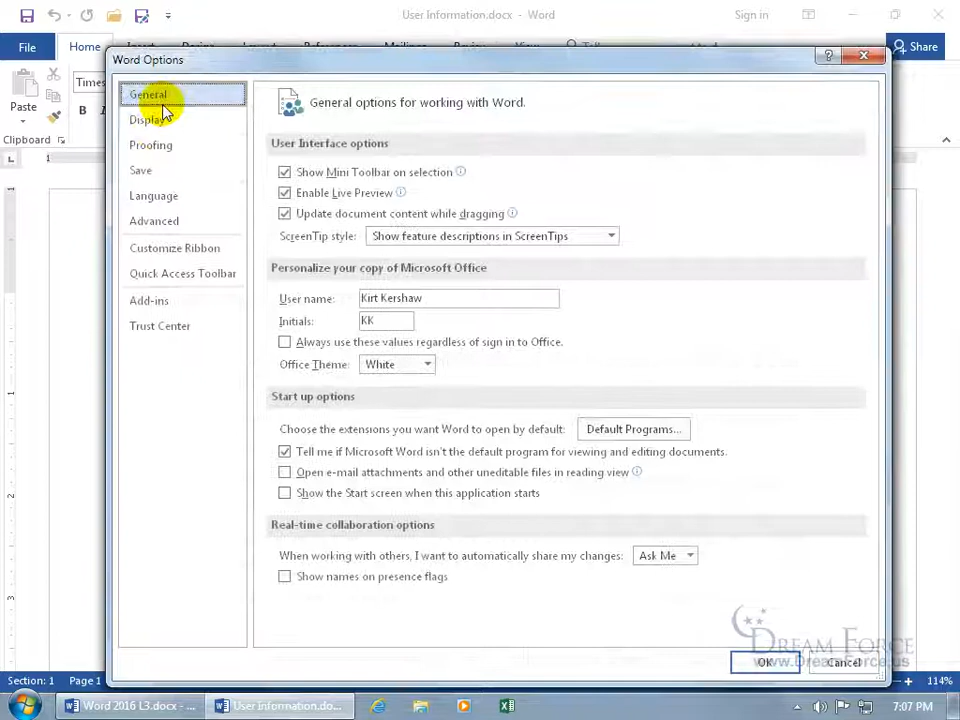 User Information.docx - Word
Sign in
File
Home
Share
Word Options
Paste
Times
B
Clipboard
General
Display
Proofing
Save
Language
Advanced
Customize Ribbon
Quick Access Toolbar
Add-ins
Trust Center
General options for working with Word.
User Interface options
Show Mini Toolbar on selection
Enable Live Preview
Update document content while dragging
ScreenTip style: Show feature descriptions in ScreenTips
Personalize your copy of Microsoft Office
User name: Kirt Kershaw
Initials: KK
Always use these values regardless of sign in to Office.
Office Theme: White
Start up options
Choose the extensions you want Word to open by default: Default Programs...
Tell me if Microsoft Word isn't the default program for viewing and editing documents.
Open e-mail attachments and other uneditable files in reading view
Show the Start screen when this application starts
Real-time collaboration options
When working with others, I want to automatically share my changes: Ask Me
Show names on presence flags
DREAM FORCE
www.DreamForce.us
OK Cancel
Section: 1 Page 1
114%
Word 2016 L3.docx - ...
User Information.do...
7:07 PM